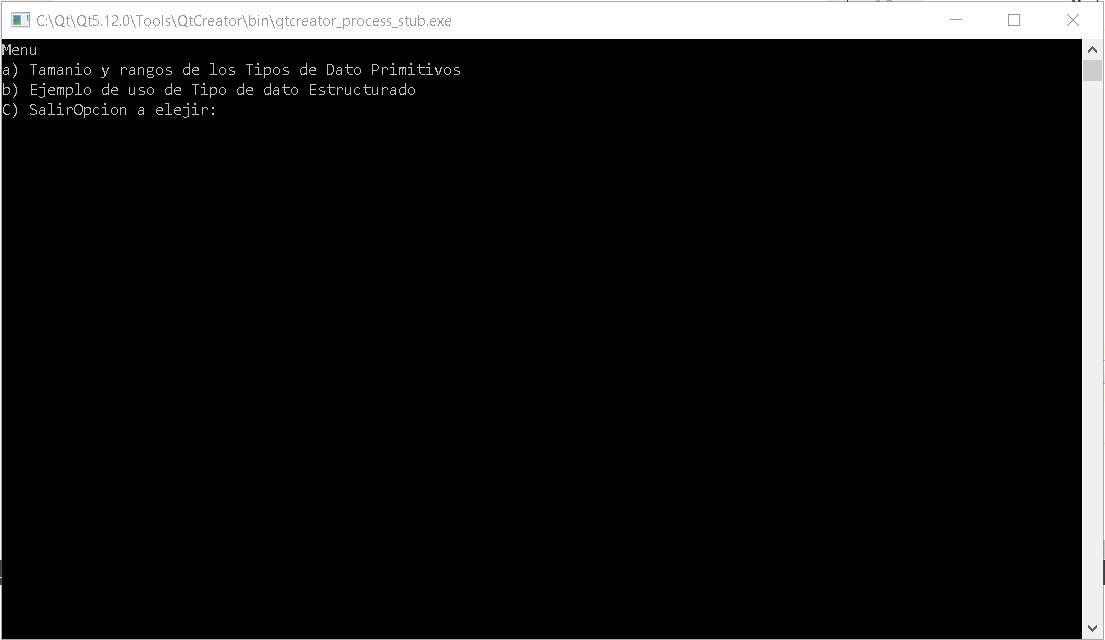 C:\Qt\Qt5.12.0\Tools\QtCreator\bin\qtcreator_process_stub.exe
Menu
a) Tamanio y rangos de los Tipos de Dato Primitivos
b) Ejemplo de uso de Tipo de dato Estructurado
C) SalirOpcion a elejir: